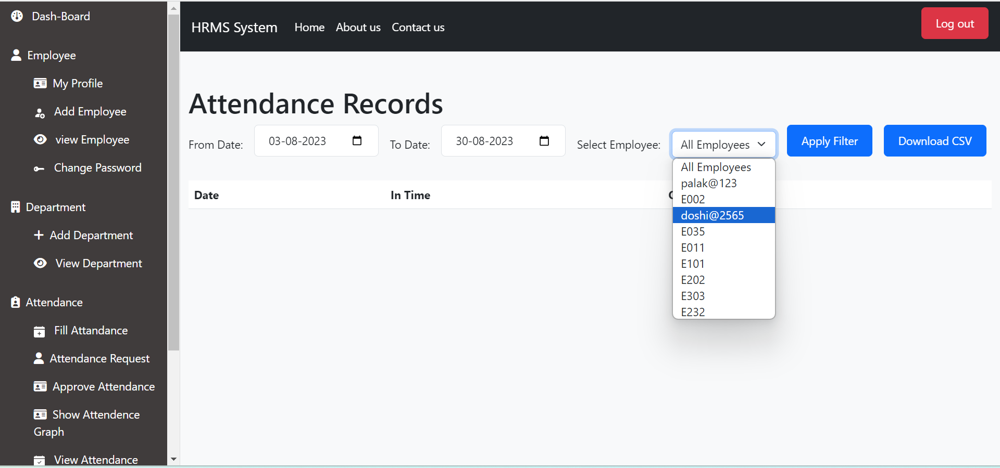 Dash-Board
Employee
My Profile
Add Employee
view Employee
Change Password
Department
Add Department
View Department
Attendance
Fill Attandance
Attendance Request
Approve Attendance
Show Attendence
Graph
View Attendance
HRMS System Home About us Contact us Log out
Attendance Records
From Date: 03-08-2023 To Date: 30-08-2023 Select Employee: All Employees Apply Filter Download CSV
All Employees
palak@123
E002
doshi@2565
E035
E011
E101
E202
E303
E232
Date In Time